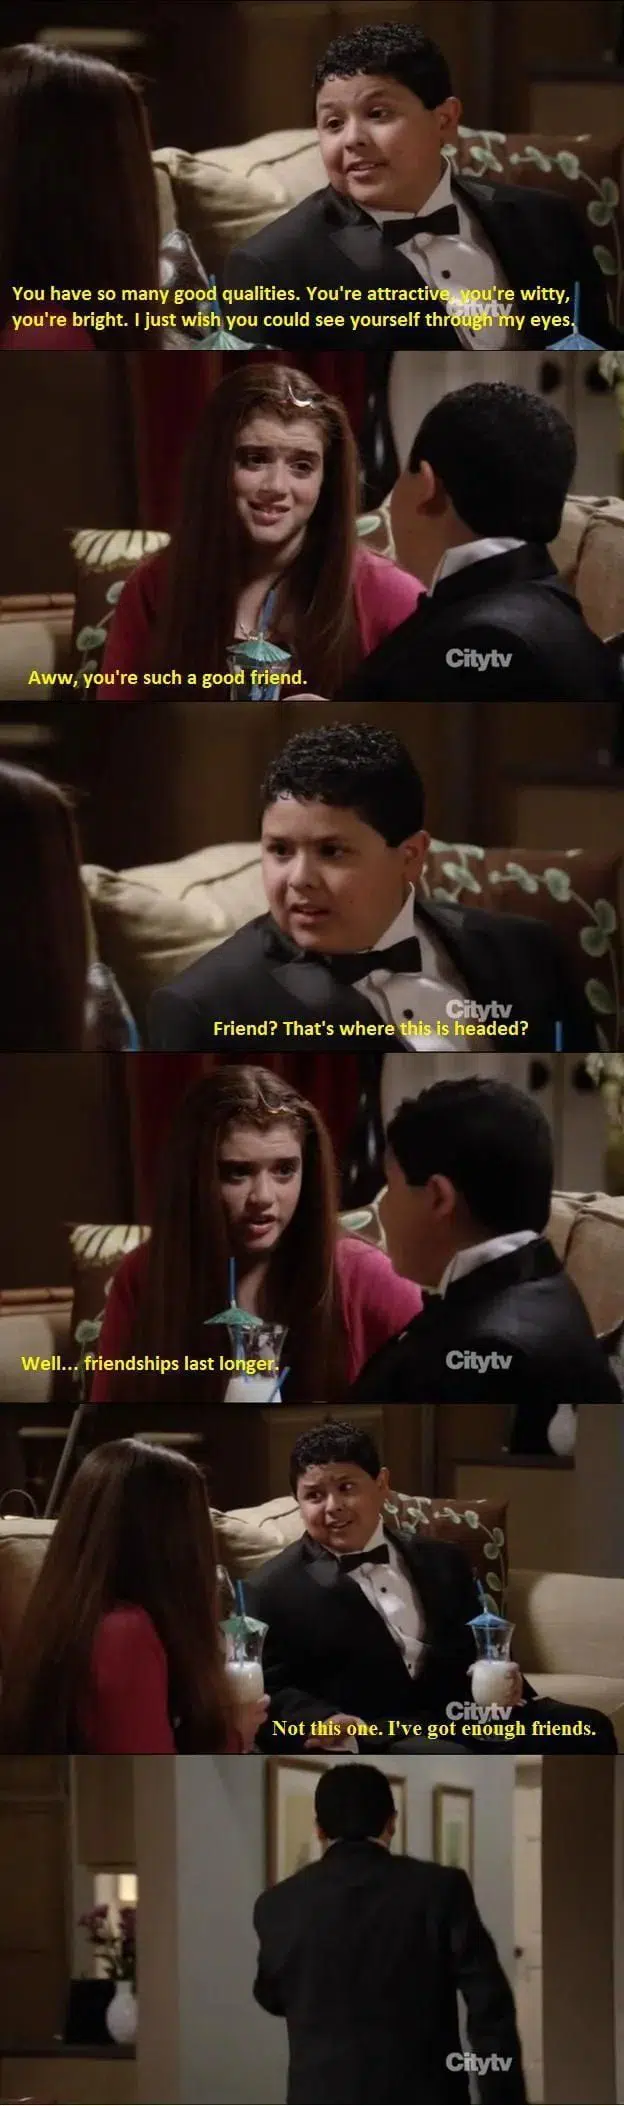 You have so many good qualities. You're attractive, you're witty,
you're bright. I just wish you could see yourself through my eyes.
Citytv
Aww, you're such a good friend.
Citytv
Friend? That's where this is headed?
Citytv
Well... friendships last longer.
Citytv
Not this one. I've got enough friends.
Citytv
Citytv